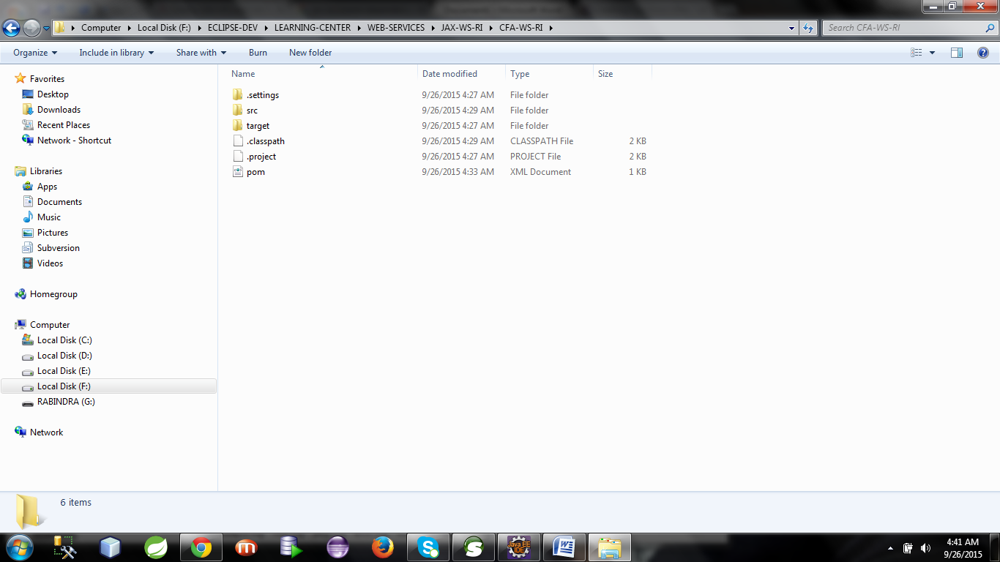 Computer Local Disk (F:) ECLIPSE-DEV LEARNING-CENTER WEB-SERVICES JAX-WS-RI CFA-WS-RI
Search CFA-WS-RI
Organize Include in library Share with Burn New folder
Favorites
Desktop
Downloads
Recent Places
Network - Shortcut
Libraries
Apps
Documents
Music
Pictures
Subversion
Videos
Homegroup
Computer
Local Disk (C:)
Local Disk (D:)
Local Disk (E:)
Local Disk (F:)
RABINDRA (G:)
Network
Name Date modified Type Size
.settings 9/26/2015 4:27 AM File folder
src 9/26/2015 4:29 AM File folder
target 9/26/2015 4:27 AM File folder
.classpath 9/26/2015 4:29 AM CLASSPATH File 2 KB
.project 9/26/2015 4:27 AM PROJECT File 2 KB
pom 9/26/2015 4:33 AM XML Document 1 KB
6 items
Java EE
IDE
4:41 AM
9/26/2015